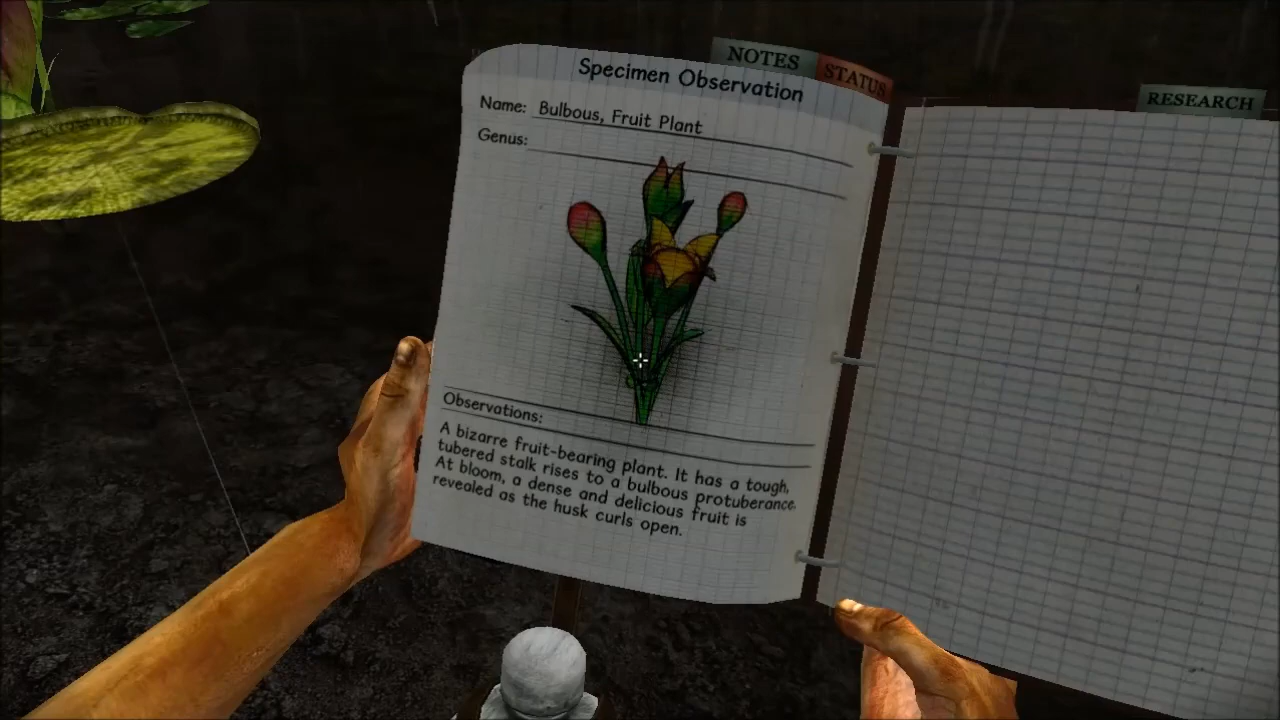 NOTES
STATUS
RESEARCH
Specimen Observation
Name: Bulbous, Fruit Plant
Genus:
Observations:
A bizarre fruit-bearing plant. It has a tough,
tubered stalk rises to a bulbous protuberance.
At bloom, a dense and delicious fruit is
revealed as the husk curls open.